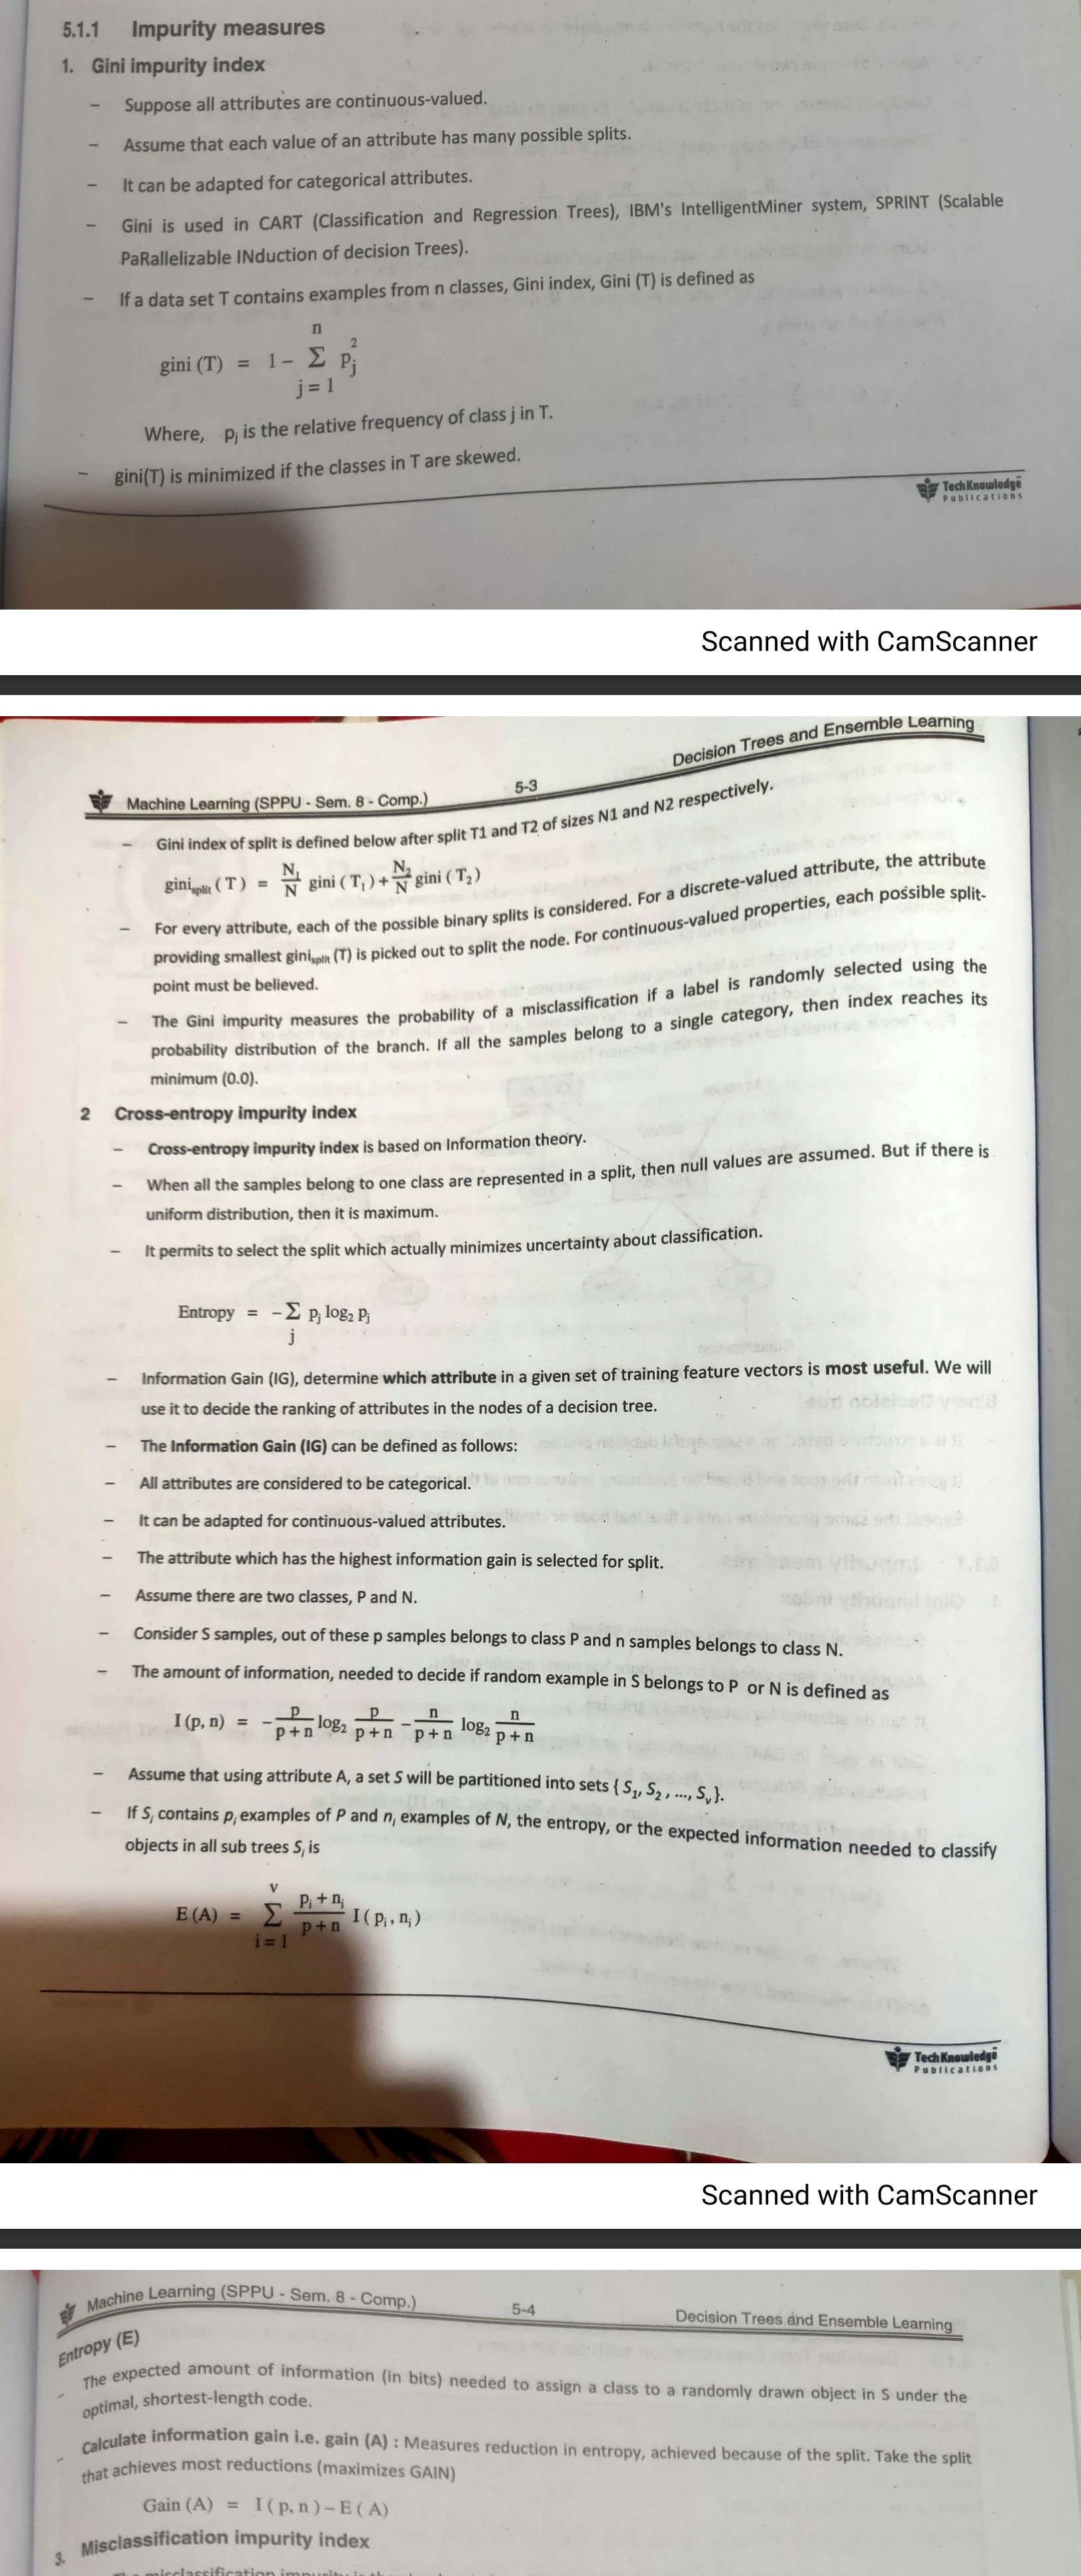 5.1.1 Impurity measures
1. Gini impurity index
– Suppose all attributes are continuous-valued.
– Assume that each value of an attribute has many possible splits.
– It can be adapted for categorical attributes.
– Gini is used in CART (Classification and Regression Trees), IBM's IntelligentMiner system, SPRINT (Scalable
PaRallelizable INduction of decision Trees).
– If a data set T contains examples from n classes, Gini index, Gini (T) is defined as
n
gini (T) = 1 – Σ p_j^2
j = 1
Where, p_j is the relative frequency of class j in T.
– gini(T) is minimized if the classes in T are skewed.
TechKnowledge
Publications
Scanned with CamScanner
Decision Trees and Ensemble Learning
Machine Learning (SPPU - Sem. 8 - Comp.) 5-3
– Gini index of split is defined below after split T1 and T2 of sizes N1 and N2 respectively.
gini_split (T) = N_1/N gini (T_1) + N_2/N gini (T_2)
– For every attribute, each of the possible binary splits is considered. For a discrete-valued attribute, the attribute
providing smallest gini_split (T) is picked out to split the node. For continuous-valued properties, each possible split-
point must be believed.
– The Gini impurity measures the probability of a misclassification if a label is randomly selected using the
probability distribution of the branch. If all the samples belong to a single category, then index reaches its
minimum (0.0).
2 Cross-entropy impurity index
– Cross-entropy impurity index is based on Information theory.
– When all the samples belong to one class are represented in a split, then null values are assumed. But if there is
uniform distribution, then it is maximum.
– It permits to select the split which actually minimizes uncertainty about classification.
Entropy = – Σ p_j log_2 p_j
j
– Information Gain (IG), determine which attribute in a given set of training feature vectors is most useful. We will
use it to decide the ranking of attributes in the nodes of a decision tree.
– The Information Gain (IG) can be defined as follows:
– All attributes are considered to be categorical.
– It can be adapted for continuous-valued attributes.
– The attribute which has the highest information gain is selected for split.
– Assume there are two classes, P and N.
– Consider S samples, out of these p samples belongs to class P and n samples belongs to class N.
– The amount of information, needed to decide if random example in S belongs to P or N is defined as
I (p, n) = – p/(p + n) log_2 p/(p + n) – n/(p + n) log_2 n/(p + n)
– Assume that using attribute A, a set S will be partitioned into sets { S_1, S_2 , ..., S_v }.
– If S_i contains p_i examples of P and n_i examples of N, the entropy, or the expected information needed to classify
objects in all sub trees S_i is
v
E (A) = Σ (p_i + n_i)/(p + n) I ( p_i , n_i )
i = 1
TechKnowledge
Publications
Scanned with CamScanner
Machine Learning (SPPU - Sem. 8 - Comp.) 5-4 Decision Trees and Ensemble Learning
Entropy (E)
– The expected amount of information (in bits) needed to assign a class to a randomly drawn object in S under the
optimal, shortest-length code.
– Calculate information gain i.e. gain (A) : Measures reduction in entropy, achieved because of the split. Take the split
that achieves most reductions (maximizes GAIN)
Gain (A) = I ( p, n ) – E ( A )
3. Misclassification impurity index